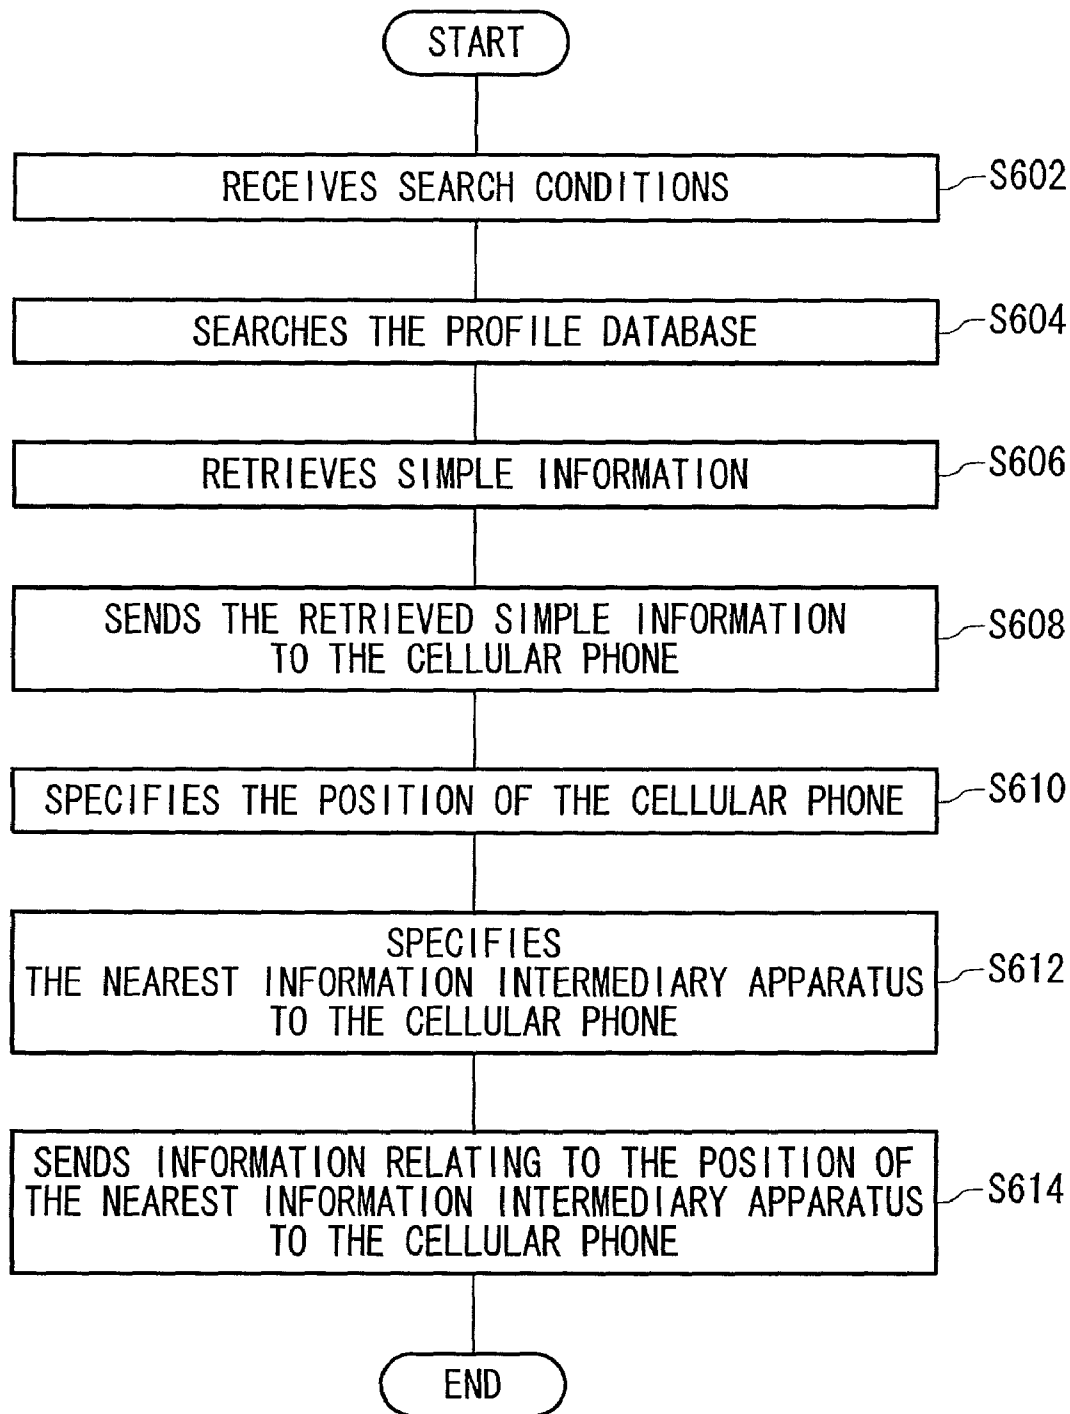 START
RECEIVES SEARCH CONDITIONS
S602
SEARCHES THE PROFILE DATABASE
S604
RETRIEVES SIMPLE INFORMATION
S606
SENDS THE RETRIEVED SIMPLE INFORMATION
TO THE CELLULAR PHONE
S608
SPECIFIES THE POSITION OF THE CELLULAR PHONE
S610
SPECIFIES
THE NEAREST INFORMATION INTERMEDIARY APPARATUS
TO THE CELLULAR PHONE
S612
SENDS INFORMATION RELATING TO THE POSITION OF
THE NEAREST INFORMATION INTERMEDIARY APPARATUS
TO THE CELLULAR PHONE
S614
END